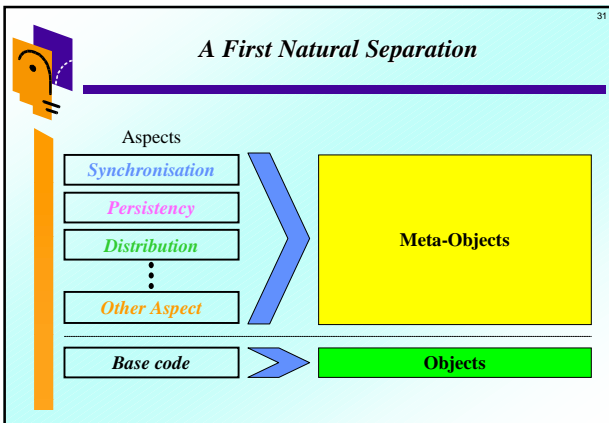 31
A First Natural Separation
Aspects
Synchronisation
Persistency
Distribution
Other Aspect
Meta-Objects
Base code
Objects